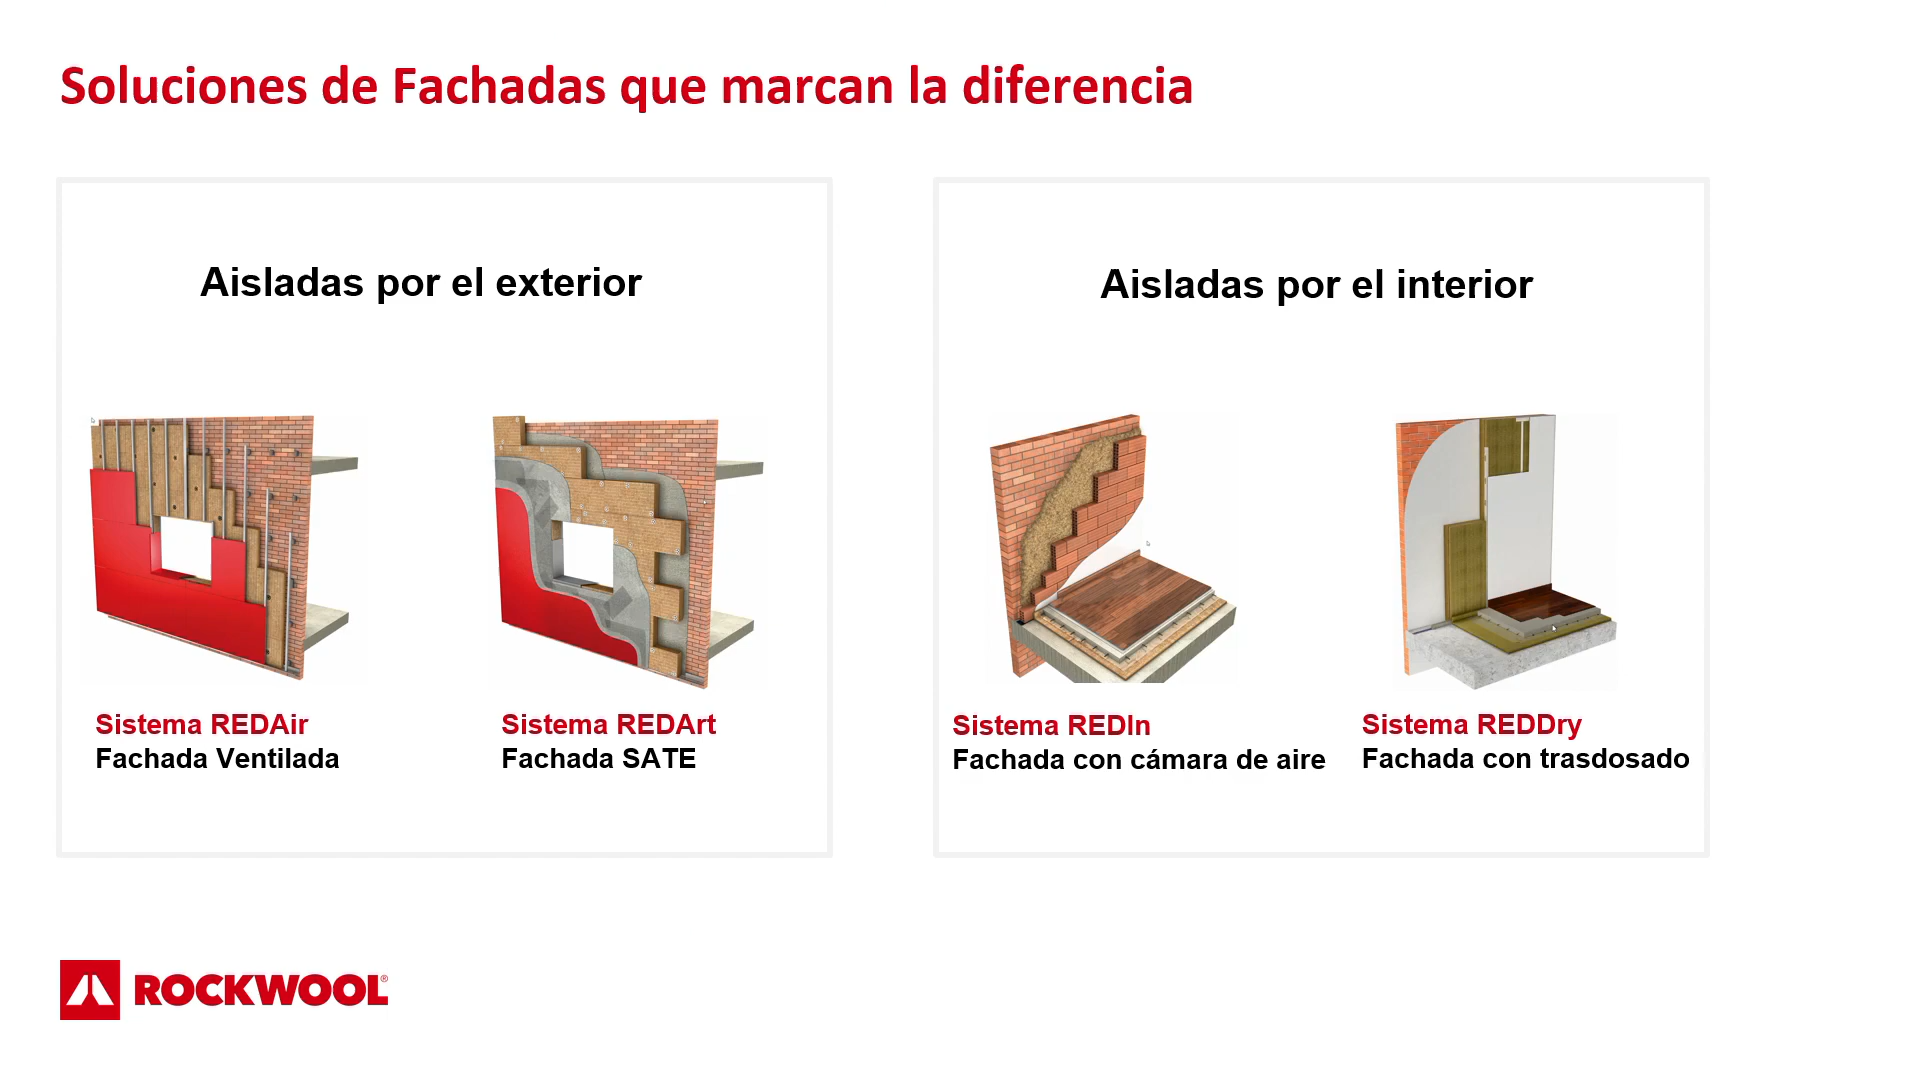 Soluciones de Fachadas que marcan la diferencia
Aisladas por el exterior
Sistema REDAir
Fachada Ventilada
Sistema REDArt
Fachada SATE
Aisladas por el interior
Sistema REDIn
Fachada con cámara de aire
Sistema REDDry
Fachada con trasdosado
ROCKWOOL®